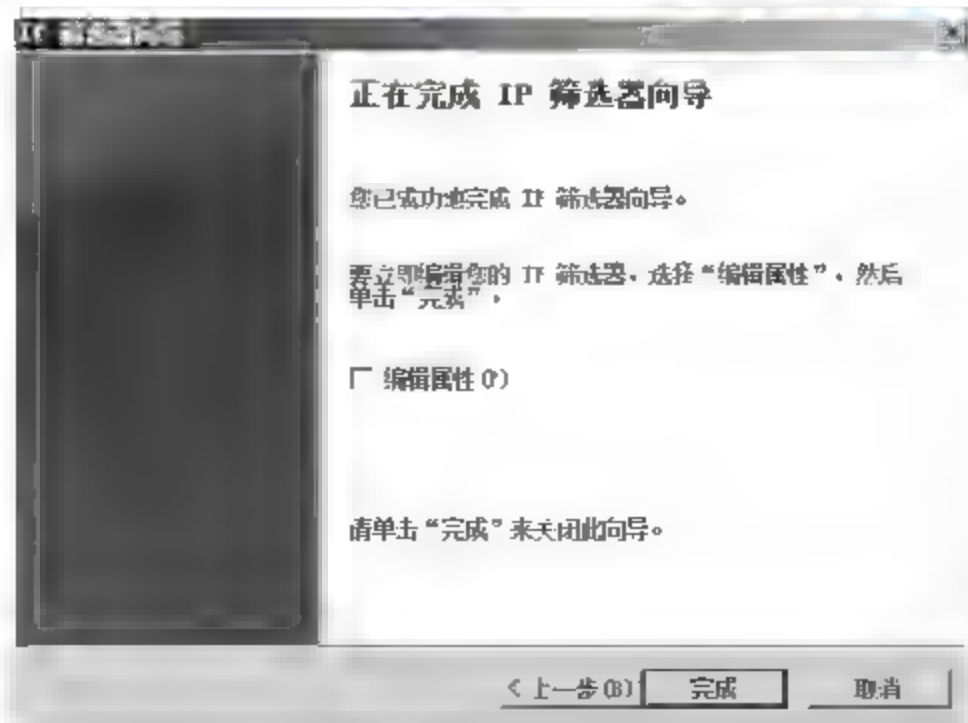 IP 筛选器向导
正在完成 IP 筛选器向导
您已成功地完成 IP 筛选器向导。
要立即编辑您的 IP 筛选器，选择“编辑属性”，然后
单击“完成”。
编辑属性(P)
请单击“完成”来关闭此向导。
< 上一步(B)
完成
取消